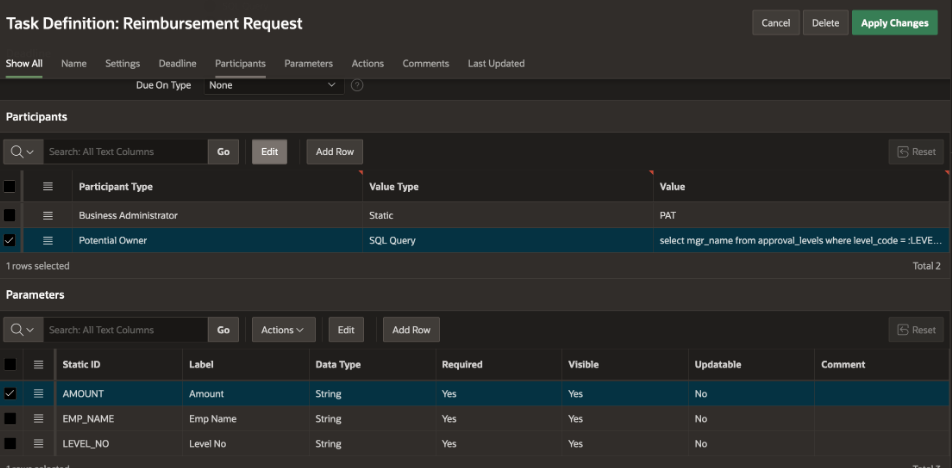 Task Definition: Reimbursement Request
Cancel Delete Apply Changes
Show All Name Settings Deadline Participants Parameters Actions Comments Last Updated
Due On Type None
Participants
Search: All Text Columns Go Edit Add Row Reset
Participant Type Value Type Value
Business Administrator Static PAT
Potential Owner SQL Query select mgr_name from approval_levels where level_code = :LEVE...
1 rows selected Total 2
Parameters
Search: All Text Columns Go Actions Edit Add Row Reset
Static ID Label Data Type Required Visible Updatable Comment
AMOUNT Amount String Yes Yes No
EMP_NAME Emp Name String Yes Yes No
LEVEL_NO Level No String Yes Yes No
1 rows selected Total 3